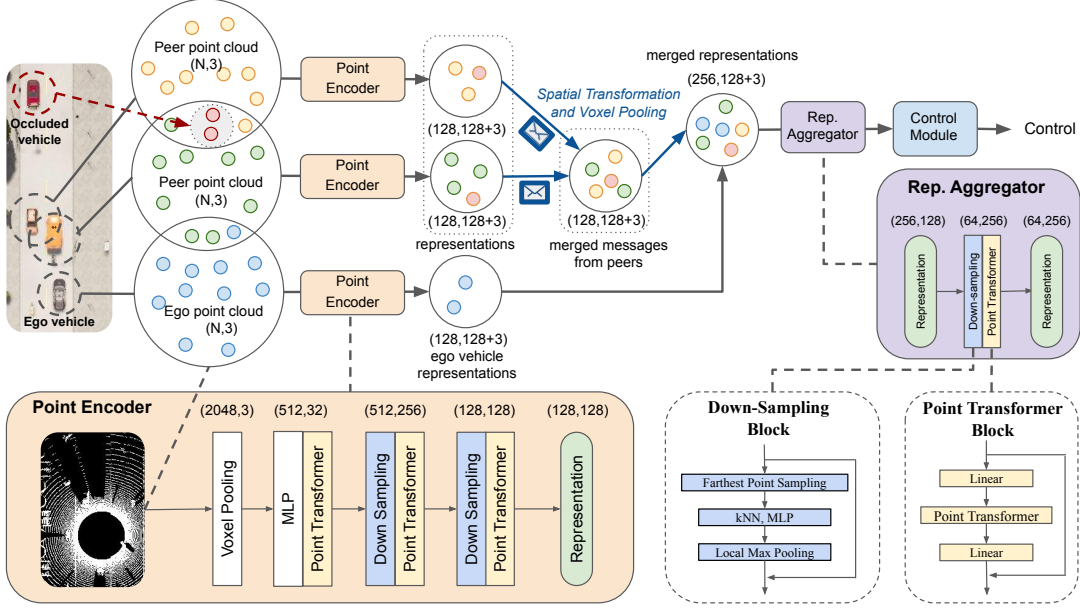 Peer point cloud
(N,3)
Occluded
vehicle
Peer point cloud
(N,3)
Ego point cloud
(N,3)
Ego vehicle
Point
Encoder
Point
Encoder
Point
Encoder
(128,128+3)
(128,128+3)
representations
(128,128+3)
ego vehicle
representations
Spatial Transformation
and Voxel Pooling
(128,128+3)
merged messages
from peers
merged representations
(256,128+3)
Rep.
Aggregator
Control
Module
Control
Rep. Aggregator
(256,128)
(64,256)
(64,256)
Representation
Down-sampling
Point Transformer
Representation
Point Encoder
(2048,3)
(512,32)
(512,256)
(128,128)
(128,128)
Voxel Pooling
MLP
Point Transformer
Down Sampling
Point Transformer
Down Sampling
Point Transformer
Representation
Down-Sampling
Block
Farthest Point Sampling
kNN, MLP
Local Max Pooling
Point Transformer
Block
Linear
Point Transformer
Linear